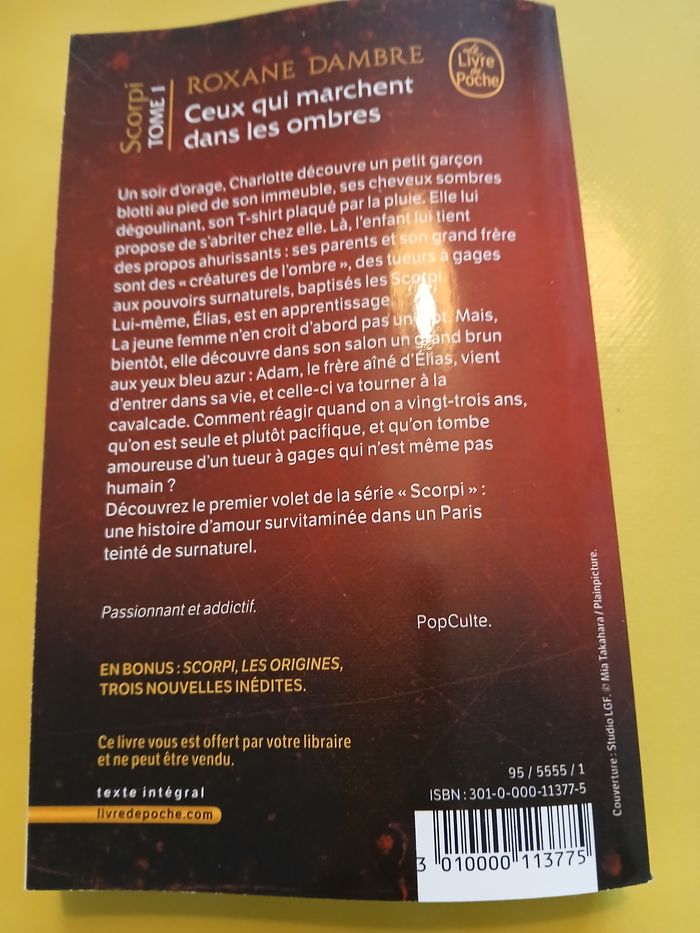 Scorpi
TOME 1
ROXANE DAMBRE
Ceux qui marchent
dans les ombres
Le
Livre
de
Poche
Un soir d'orage, Charlotte découvre un petit garçon
blotti au pied de son immeuble, ses cheveux sombres
dégoulinant, son T-shirt plaqué par la pluie. Elle lui
propose de s'abriter chez elle. Là, l'enfant lui tient
des propos ahurissants : ses parents et son grand frère
sont des « créatures de l'ombre », des tueurs à gages
aux pouvoirs surnaturels, baptisés les Scorpi.
Lui-même, Élias, est en apprentissage.
La jeune femme n'en croit d'abord pas un mot. Mais,
bientôt, elle découvre dans son salon un grand brun
aux yeux bleu azur : Adam, le frère aîné d'Élias, vient
d'entrer dans sa vie, et celle-ci va tourner à la
cavalcade. Comment réagir quand on a vingt-trois ans,
qu'on est seule et plutôt pacifique, et qu'on tombe
amoureuse d'un tueur à gages qui n'est même pas
humain ?
Découvrez le premier volet de la série « Scorpi » :
une histoire d'amour survitaminée dans un Paris
teinté de surnaturel.
Passionnant et addictif.
PopCulte.
EN BONUS : SCORPI, LES ORIGINES,
TROIS NOUVELLES INÉDITES.
Ce livre vous est offert par votre libraire
et ne peut être vendu.
texte intégral
livredepoche.com
95 / 5555 / 1
ISBN : 301-0-000-11377-5
3 010000 113775
Couverture : Studio LGF. © Mia Takahara / Plainpicture.